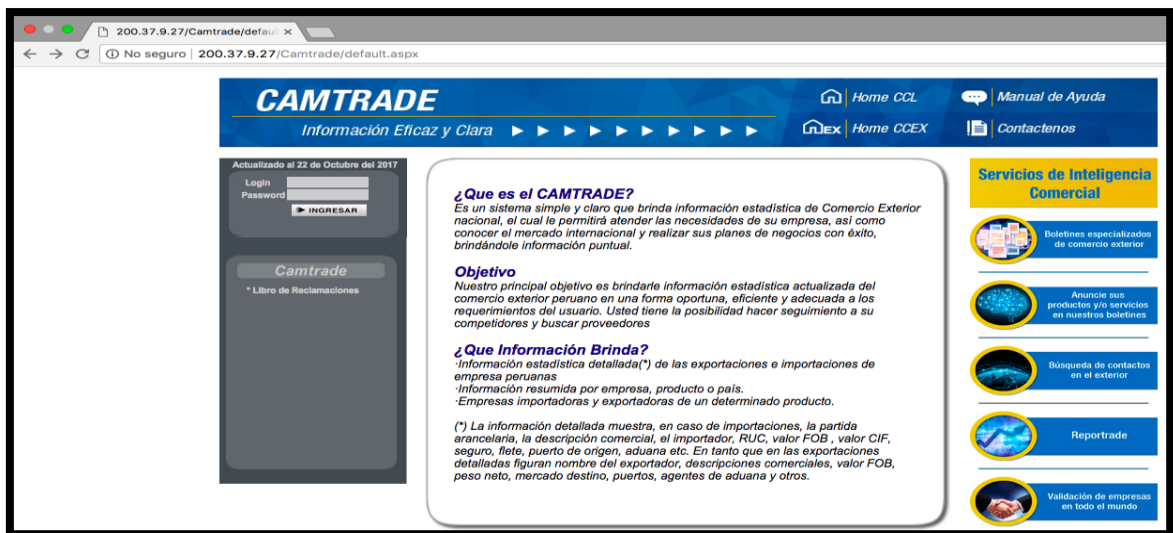 200.37.9.27/Camtrade/defaul
No seguro | 200.37.9.27/Camtrade/default.aspx
CAMTRADE
Información Eficaz y Clara
Home CCL
Manual de Ayuda
EX Home CCEX
Contactenos
Actualizado al 22 de Octubre del 2017
Login
Password
INGRESAR
Camtrade
* Libro de Reclamaciones
¿Que es el CAMTRADE?
Es un sistema simple y claro que brinda información estadística de Comercio Exterior
nacional, el cual le permitirá atender las necesidades de su empresa, así como
conocer el mercado internacional y realizar sus planes de negocios con éxito,
brindándole información puntual.
Objetivo
Nuestro principal objetivo es brindarle información estadística actualizada del
comercio exterior peruano en una forma oportuna, eficiente y adecuada a los
requerimientos del usuario. Usted tiene la posibilidad hacer seguimiento a su
competidores y buscar proveedores
¿Que Información Brinda?
·Información estadística detallada(*) de las exportaciones e importaciones de
empresa peruanas
·Información resumida por empresa, producto o país.
·Empresas importadoras y exportadoras de un determinado producto.
(*) La información detallada muestra, en caso de importaciones, la partida
arancelaria, la descripción comercial, el importador, RUC, valor FOB , valor CIF,
seguro, flete, puerto de origen, aduana etc. En tanto que en las exportaciones
detalladas figuran nombre del exportador, descripciones comerciales, valor FOB,
peso neto, mercado destino, puertos, agentes de aduana y otros.
Servicios de Inteligencia
Comercial
Boletines especializados
de comercio exterior
Anuncie sus
productos y/o servicios
en nuestros boletines
Búsqueda de contactos
en el exterior
Reportrade
Validación de empresas
en todo el mundo